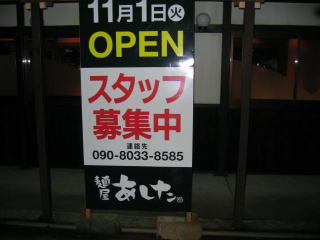 11月1日㊋
OPEN
スタッフ
募集中
連絡先
090-8033-8585
麺屋 あした